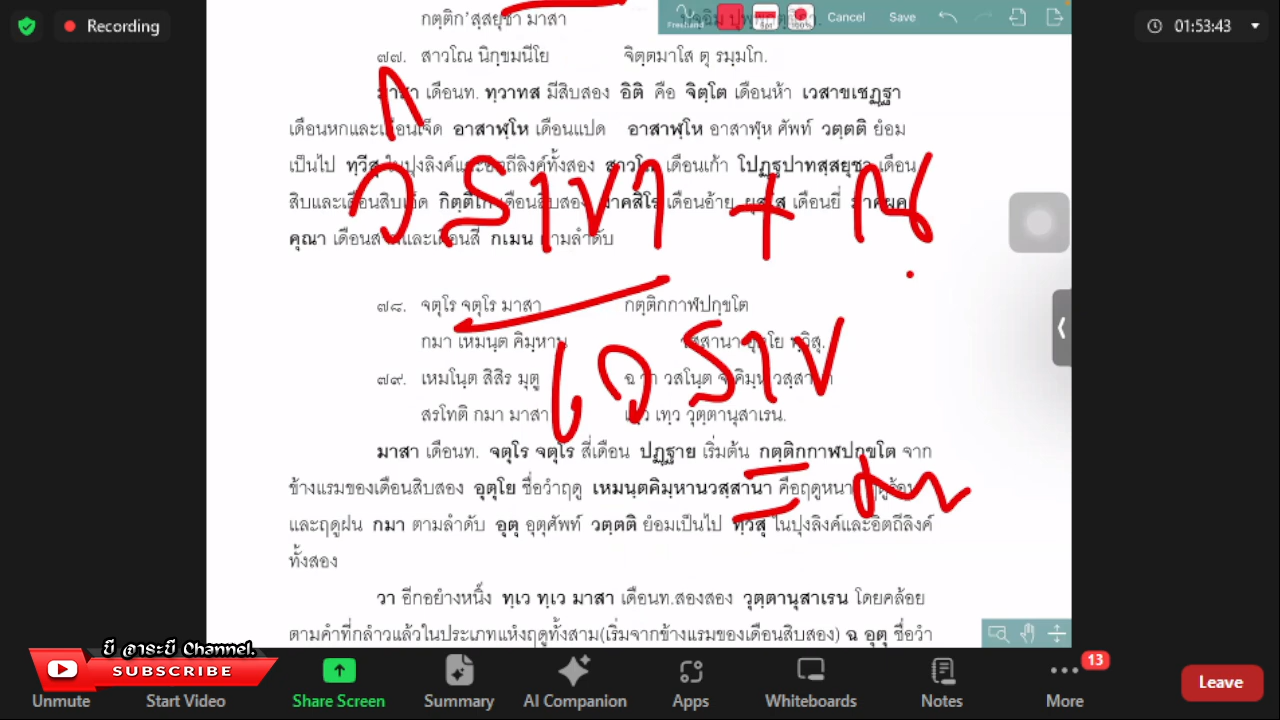 Recording
01:53:43
Cancel Save
กตฺติก'สฺสยุชา มาสา
๗๗. สาวโณ นิกฺขมนีโย จิตฺตมาโส ตุ รมฺมโก.
มาสา เดือนท. ทฺวาทส มีสิบสอง อิติ คือ จิตฺโต เดือนห้า เวสาขเชฏฺฐา
เดือนหกและเดือนเจ็ด อาสาฬฺโห เดือนแปด อาสาฬฺโห อาสาฬฺห ศัพท์ วตฺตติ ย่อม
เป็นไป ทฺวีสุ ในปุงลิงค์และอิตถีลิงค์ทั้งสอง สาวโณ เดือนเก้า โปฏฺฐปาทสฺสยุชา เดือน
สิบและเดือนสิบเอ็ด กิตฺติโก เดือนสิบสอง มาคสิโร เดือนอ้าย ผุสฺโส เดือนยี่
คุณา เดือนสามและเดือนสี่ กเมน ตามลำดับ
วิสาขา + ณ
๗๘. จตุโร จตุโร มาสา กตฺติกกาฬปกฺขโต
กมา เหมนฺต คิมฺหาน
เวสาข
๗๙. เหมโนฺต สิสิร มุตู ฉ วา วสโนฺต จ คิมฺห วสฺสานา
สรโทติ กมา มาสา เทฺว เทฺว วุตฺตานุสาเรน.
มาสา เดือนท. จตุโร จตุโร สี่เดือน ปฏฺฐาย เริ่มต้น กตฺติกกาฬปกฺขโต จาก
ข้างแรมของเดือนสิบสอง อุตุโย ชื่อว่าฤดู เหมนฺตคิมฺหานวสฺสานา คือฤดูหนาว ฤดูร้อน
=
และฤดูฝน กมา ตามลำดับ อุตุ อุตุศัพท์ วตฺตติ ย่อมเป็นไป ทฺวีสุ ในปุงลิงค์และอิตถีลิงค์
ทั้งสอง
วา อีกอย่างหนึ่ง ทฺเว ทฺเว มาสา เดือนท.สองสอง วุตฺตานุสาเรน โดยคล้อย
ตามคำที่กล่าวแล้วในประเภทแห่งฤดูทั้งสาม(เริ่มจากข้างแรมของเดือนสิบสอง) ฉ อุตุ ชื่อว่า
บี อาระบี Channel.
SUBSCRIBE
13
Unmute Start Video Share Screen Summary AI Companion Apps Whiteboards Notes More Leave